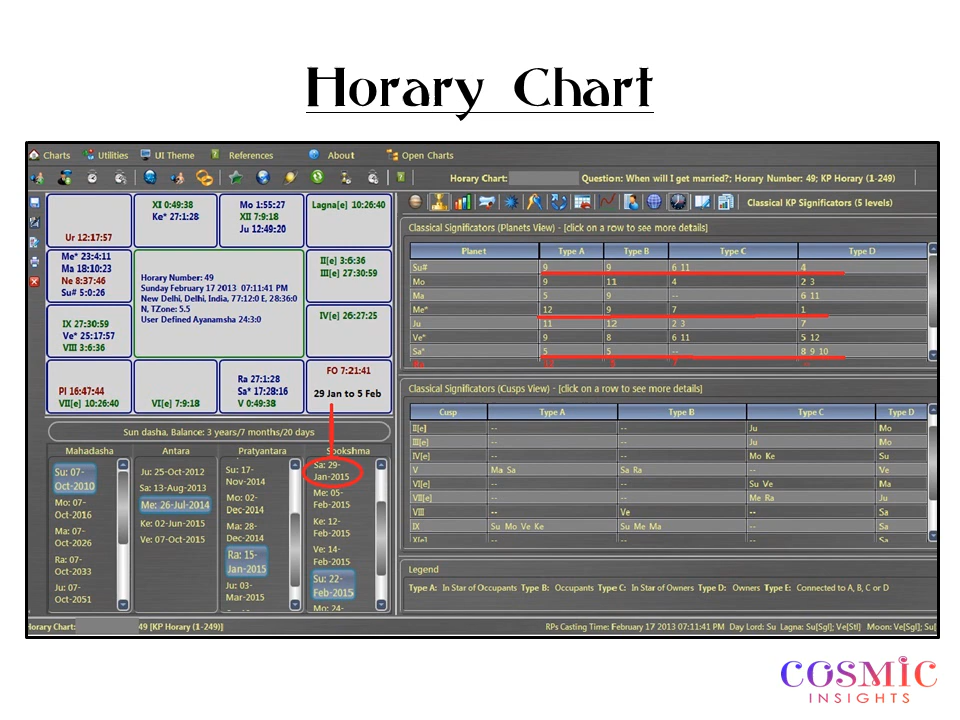 Horary Chart
Charts Utilities UI Theme References About Open Charts
Horary Chart: Question: When will I get married?; Horary Number: 49; KP Horary (1-249)
Ur 12:17:57
XI 0:49:38
Ke* 27:1:28
Mo 1:55:27
XII 7:9:18
Ju 12:49:20
Lagna[e] 10:26:40
Me* 23:4:11
Ma 18:10:23
Ne 8:37:46
Su# 5:0:26
Horary Number: 49
Sunday February 17 2013 07:11:41 PM
New Delhi, Delhi, India, 77:12:0 E, 28:36:0
N, TZone: 5.5
User Defined Ayanamsha 24:3:0
II[e] 3:6:36
III[e] 27:30:59
IX 27:30:59
Ve* 25:17:57
VIII 3:6:36
IV[e] 26:27:25
Pl 16:47:44
VII[e] 10:26:40
VI[e] 7:9:18
Ra 27:1:28
Sa* 17:28:16
V 0:49:38
FO 7:21:41
29 Jan to 5 Feb
Sun dasha, Balance: 3 years/7 months/20 days
Mahadasha
Su: 07-
Oct-2010
Mo: 07-
Oct-2016
Ma: 07-
Oct-2026
Ra: 07-
Oct-2033
Ju: 07-
Oct-2051
Antara
Ju: 25-Oct-2012
Sa: 13-Aug-2013
Me: 26-Jul-2014
Ke: 02-Jun-2015
Ve: 07-Oct-2015
Pratyantara
Su: 17-
Nov-2014
Mo: 02-
Dec-2014
Ma: 28-
Dec-2014
Ra: 15-
Jan-2015
Ju: 03-
Mar-2015
Sookshma
Sa: 29-
Jan-2015
Me: 05-
Feb-2015
Ke: 12-
Feb-2015
Ve: 14-
Feb-2015
Su: 22-
Feb-2015
Mo: 24-
Classical KP Significators (5 levels)
Classical Significators (Planets View) - [click on a row to see more details]
Planet Type A Type B Type C Type D
Su# 9 9 6 11 4
Mo 9 11 4 2 3
Ma 5 9 -- 6 11
Me* 12 9 7 1
Ju 11 12 2 3 7
Ve* 9 8 6 11 5 12
Sa* 5 5 -- 8 9 10
Classical Significators (Cusps View) - [click on a row to see more details]
Cusp Type A Type B Type C Type D
II[e] -- -- Ju Mo
III[e] -- -- Ju Mo
IV[e] -- -- Mo Ke Su
V Ma Sa Sa Ra -- Ve
VI[e] -- -- Su Ve Ma
VII[e] -- -- Me Ra Ju
VIII -- Ve -- Sa
IX Su Mo Ve Ke Su Me Ma -- Sa
X[e] -- -- -- Sa
Legend
Type A: In Star of Occupants Type B: Occupants Type C: In Star of Owners Type D: Owners Type E: Connected to A, B, C or D
Horary Chart: 49 [KP Horary (1-249)]
RPs Casting Time: February 17 2013 07:11:41 PM Day Lord: Su Lagna: Su[Sgl]; Ve[Stl] Moon: Ve[Sgl]; Su[
COSMIC
INSIGHTS